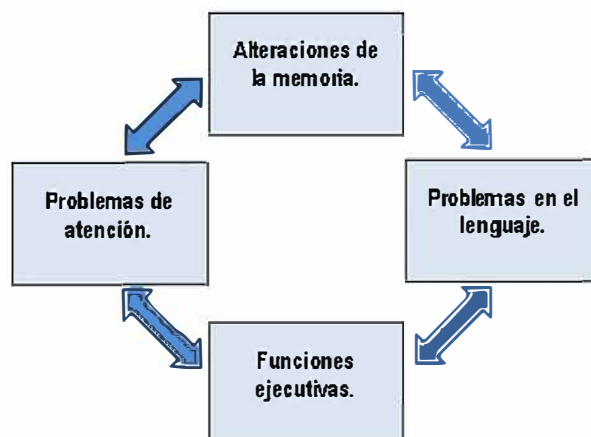 Alteraciones de
la memoria.
Problemas de
atención.
Problemas en el
lenguaje.
Funciones
ejecutivas.